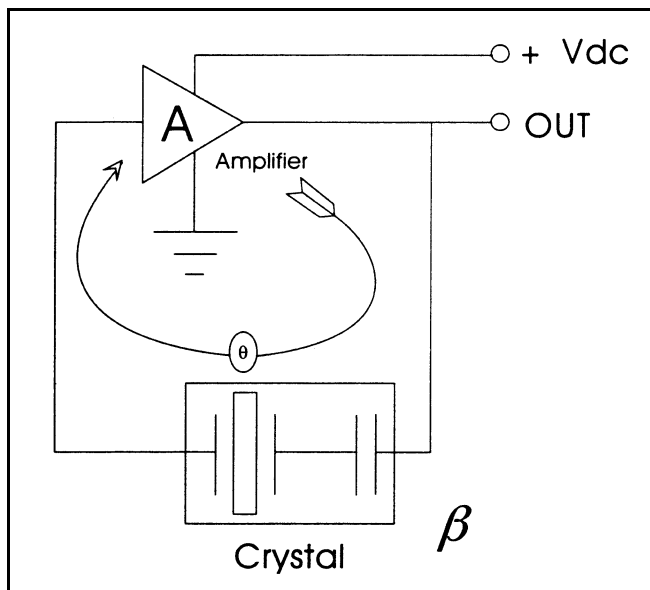 + Vdc
A
OUT
Amplifier
θ
β
Crystal